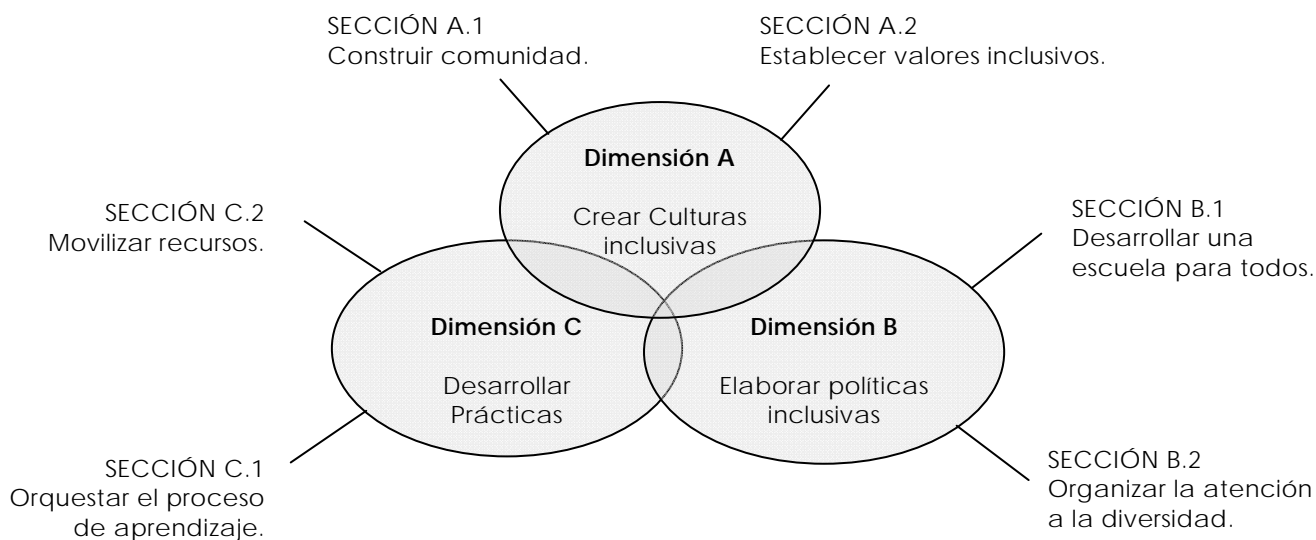 SECCIÓN A.1
Construir comunidad.
SECCIÓN A.2
Establecer valores inclusivos.
Dimensión A
Crear Culturas
inclusivas
SECCIÓN C.2
Movilizar recursos.
SECCIÓN B.1
Desarrollar una
escuela para todos.
Dimensión C
Desarrollar
Prácticas
Dimensión B
Elaborar políticas
inclusivas
SECCIÓN C.1
Orquestar el proceso
de aprendizaje.
SECCIÓN B.2
Organizar la atención
a la diversidad.